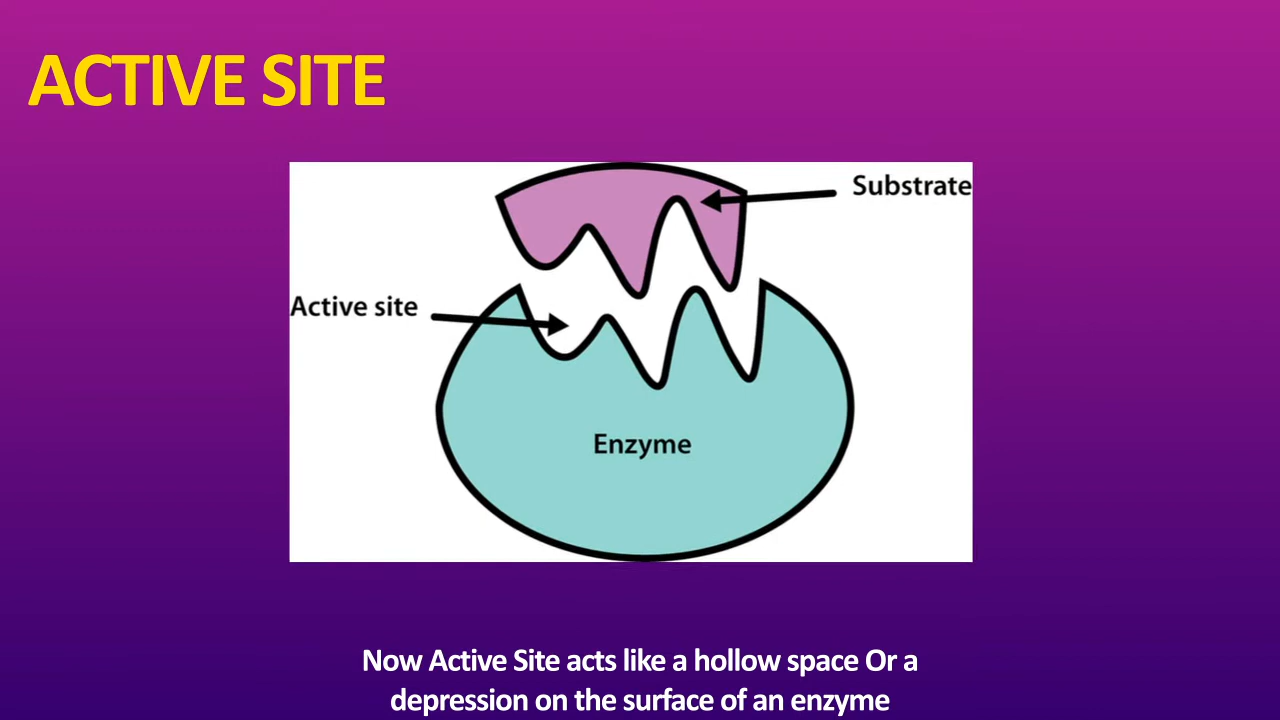 ACTIVE SITE
Substrate
Active site
Enzyme
Now Active Site acts like a hollow space Or a
depression on the surface of an enzyme